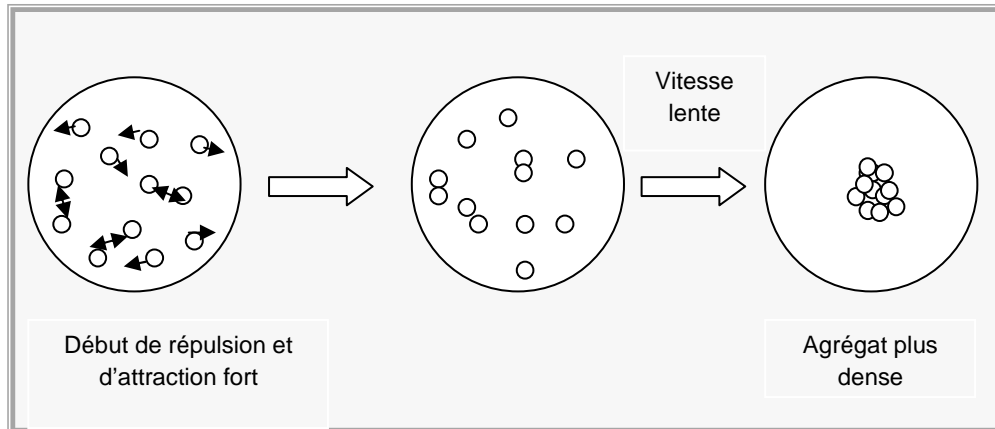 Vitesse
lente
Début de répulsion et
d'attraction fort
Agrégat plus
dense